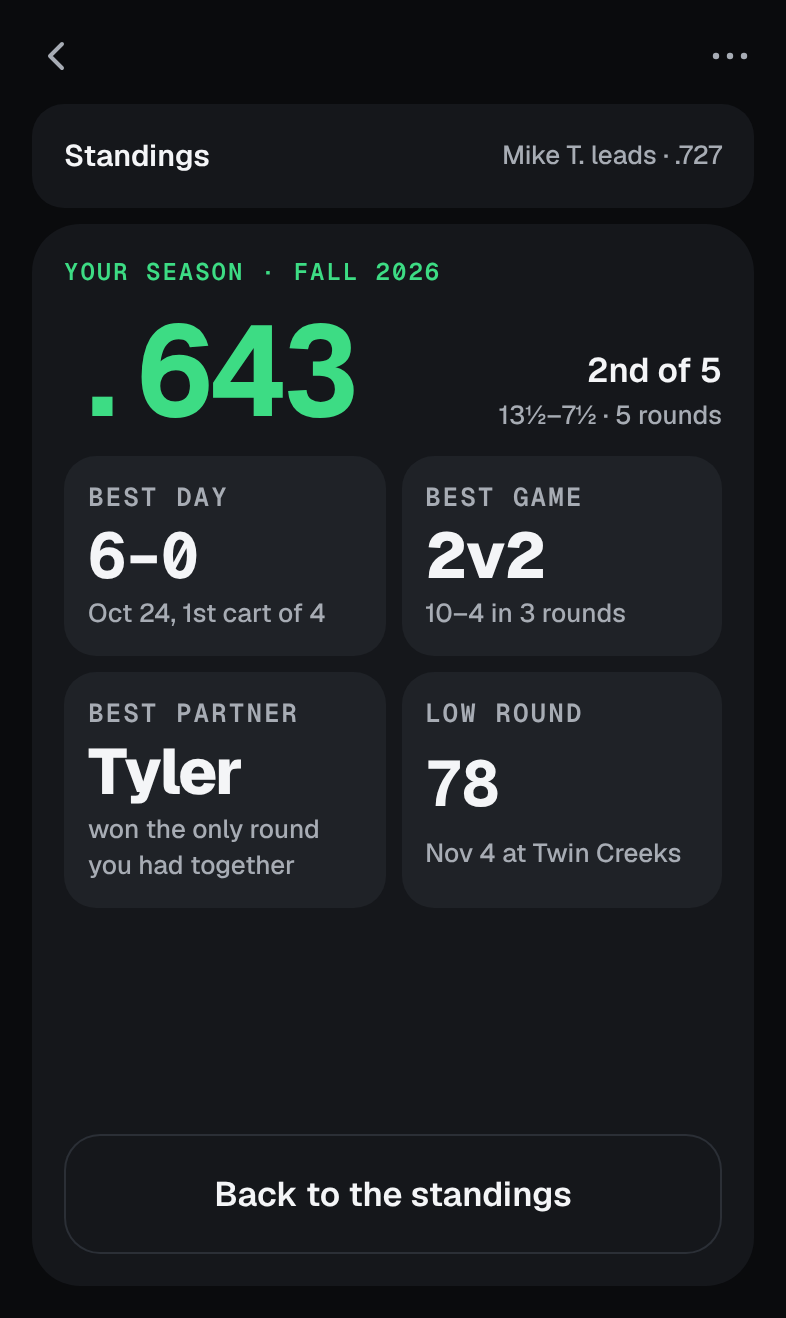 Standings
Mike T. leads · .727
YOUR SEASON · FALL 2026
.643
2nd of 5
13½–7½ · 5 rounds
BEST DAY
6–0
Oct 24, 1st cart of 4
BEST GAME
2v2
10–4 in 3 rounds
BEST PARTNER
Tyler
won the only round
you had together
LOW ROUND
78
Nov 4 at Twin Creeks
Back to the standings